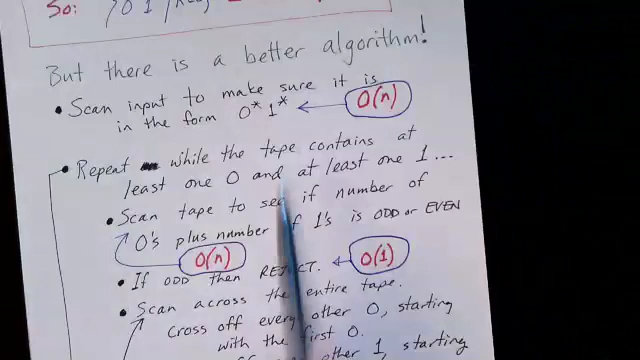 So:
But there is a better algorithm!
• Scan input to make sure it is
in the form 0* 1* ← O(n)
• Repeat while the tape contains at
least one 0 and at least one 1...
• Scan tape to see if number of
0's plus number of 1's is ODD or EVEN
O(n)
• If ODD then REJECT. ← O(1)
• Scan across the entire tape.
Cross off every other 0, starting
with the first 0.
other 1, starting